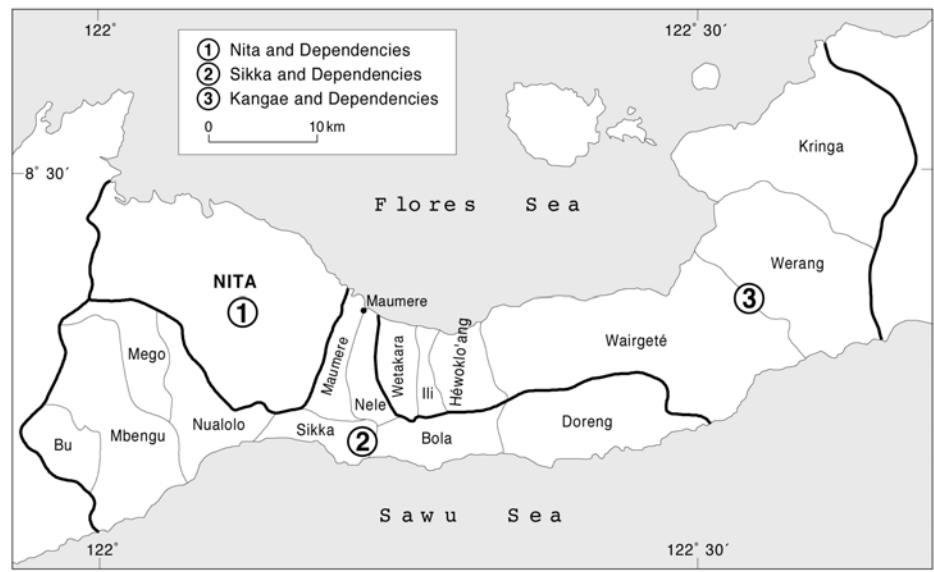 122°
122° 30′
1 Nita and Dependencies
2 Sikka and Dependencies
3 Kangae and Dependencies
0 10 km
8° 30′
Kringa
Flores Sea
Werang
NITA
1
3
Maumere
Wairgeté
Mego
Maumere
Wetakara
Ili
Héwoklo'ang
Nele
Nualolo
Sikka
2
Bola
Doreng
Bu
Mbengu
Sawu Sea
122°
122° 30′